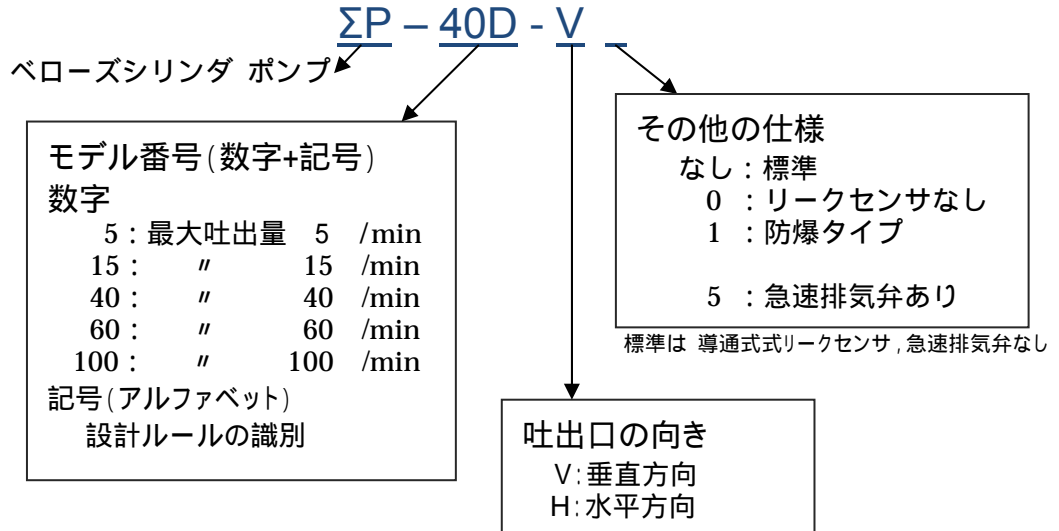 ΣP – 40D - V _
ベローズシリンダ ポンプ
モデル番号(数字+記号)
数字
5:最大吐出量 5 /min
15: 〃 15 /min
40: 〃 40 /min
60: 〃 60 /min
100: 〃 100 /min
記号(アルファベット)
設計ルールの識別
その他の仕様
なし:標準
0 :リークセンサなし
1 :防爆タイプ
5 :急速排気弁あり
標準は 導通式式リークセンサ,急速排気弁なし
吐出口の向き
V:垂直方向
H:水平方向